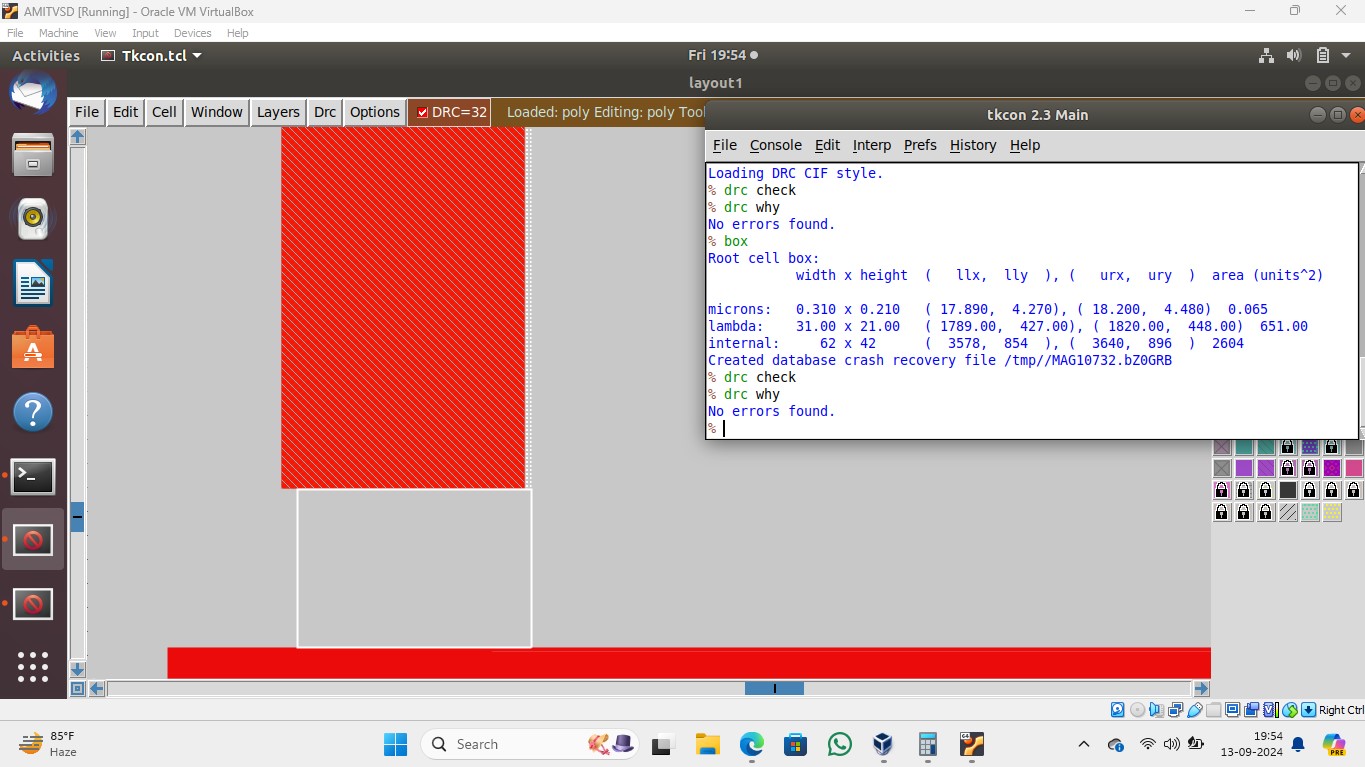 AMITVSD [Running] - Oracle VM VirtualBox
File Machine View Input Devices Help
Activities Tkcon.tcl Fri 19:54
layout1
File Edit Cell Window Layers Drc Options DRC=32 Loaded: poly Editing: poly Tool
tkcon 2.3 Main
File Console Edit Interp Prefs History Help
Loading DRC CIF style.
% drc check
% drc why
No errors found.
% box
Root cell box:
width x height ( llx, lly ), ( urx, ury ) area (units^2)
microns: 0.310 x 0.210 ( 17.890, 4.270), ( 18.200, 4.480) 0.065
lambda: 31.00 x 21.00 ( 1789.00, 427.00), ( 1820.00, 448.00) 651.00
internal: 62 x 42 ( 3578, 854 ), ( 3640, 896 ) 2604
Created database crash recovery file /tmp//MAG10732.bZ0GRB
% drc check
% drc why
No errors found.
%
Right Ctrl
85°F
Haze
Search
19:54
13-09-2024
PRE